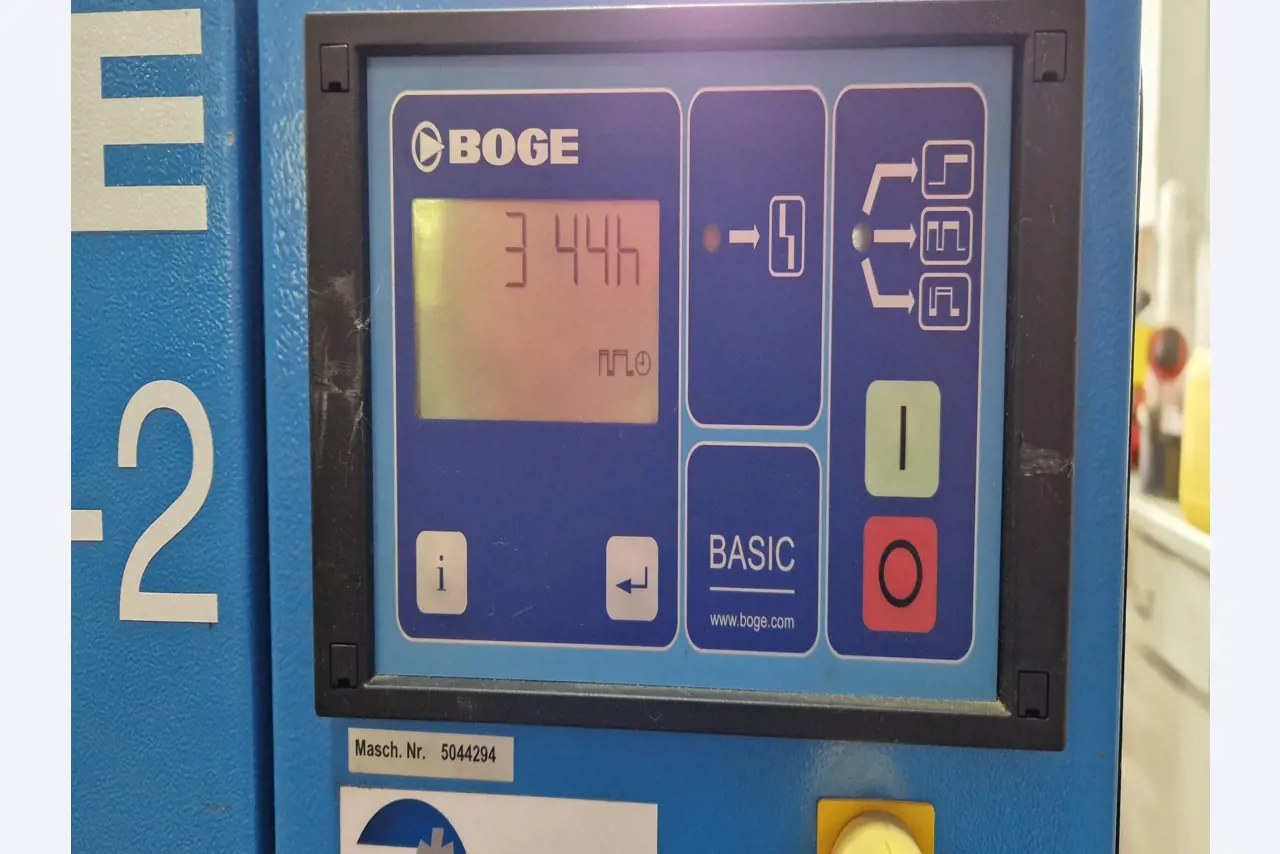 E
-2
BOGE
3 44h
i
BASIC
www.boge.com
Masch. Nr. 5044294